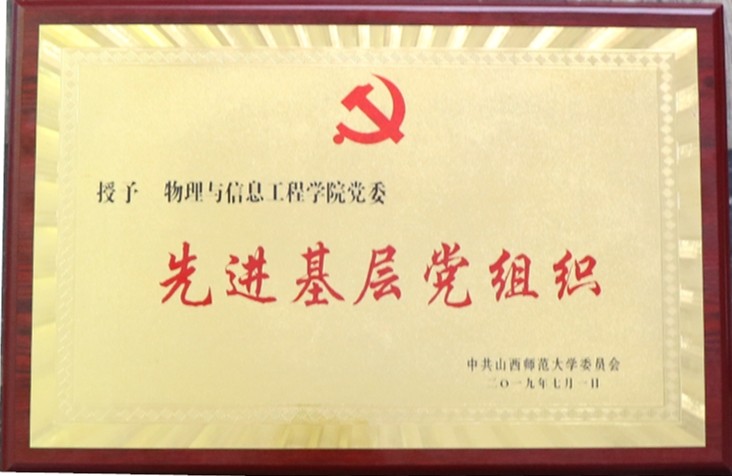 授予 物理与信息工程学院党委
先进基层党组织
中共山西师范大学委员会
二〇一九年七月一日